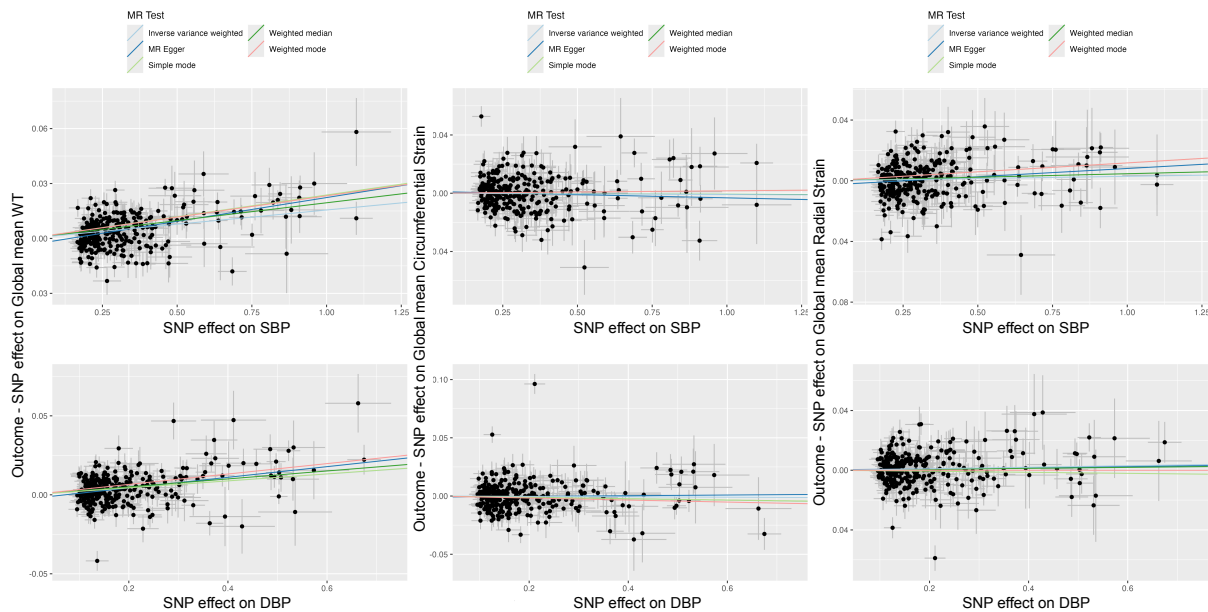 MR Test
Inverse variance weighted
Weighted median
MR Egger
Weighted mode
Simple mode
MR Test
Inverse variance weighted
Weighted median
MR Egger
Weighted mode
Simple mode
MR Test
Inverse variance weighted
Weighted median
MR Egger
Weighted mode
Simple mode
Outcome - SNP effect on Global mean WT
0.06
0.03
0.00
0.03
0.25
0.50
0.75
1.00
1.25
SNP effect on SBP
Outcome - SNP effect on Global mean Circumferential Strain
0.04
0.00
0.04
0.25
0.50
0.75
1.00
1.25
SNP effect on SBP
Outcome - SNP effect on Global mean Radial Strain
0.04
0.00
0.04
0.08
0.25
0.50
0.75
1.00
1.25
SNP effect on SBP
0.05
0.00
-0.05
0.2
0.4
0.6
SNP effect on DBP
0.10
0.05
0.00
-0.05
0.2
0.4
0.6
SNP effect on DBP
0.04
0.00
0.04
0.2
0.4
0.6
SNP effect on DBP